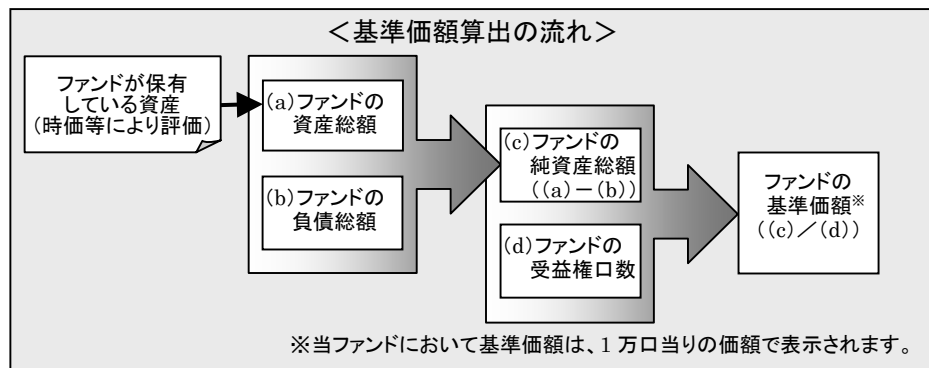 ＜基準価額算出の流れ＞
ファンドが保有
している資産
（時価等により評価）
(a)ファンドの
資産総額
(b)ファンドの
負債総額
(c)ファンドの
純資産総額
((a)－(b))
(d)ファンドの
受益権口数
ファンドの
基準価額※
((c)／(d))
※当ファンドにおいて基準価額は、1万口当りの価額で表示されます。